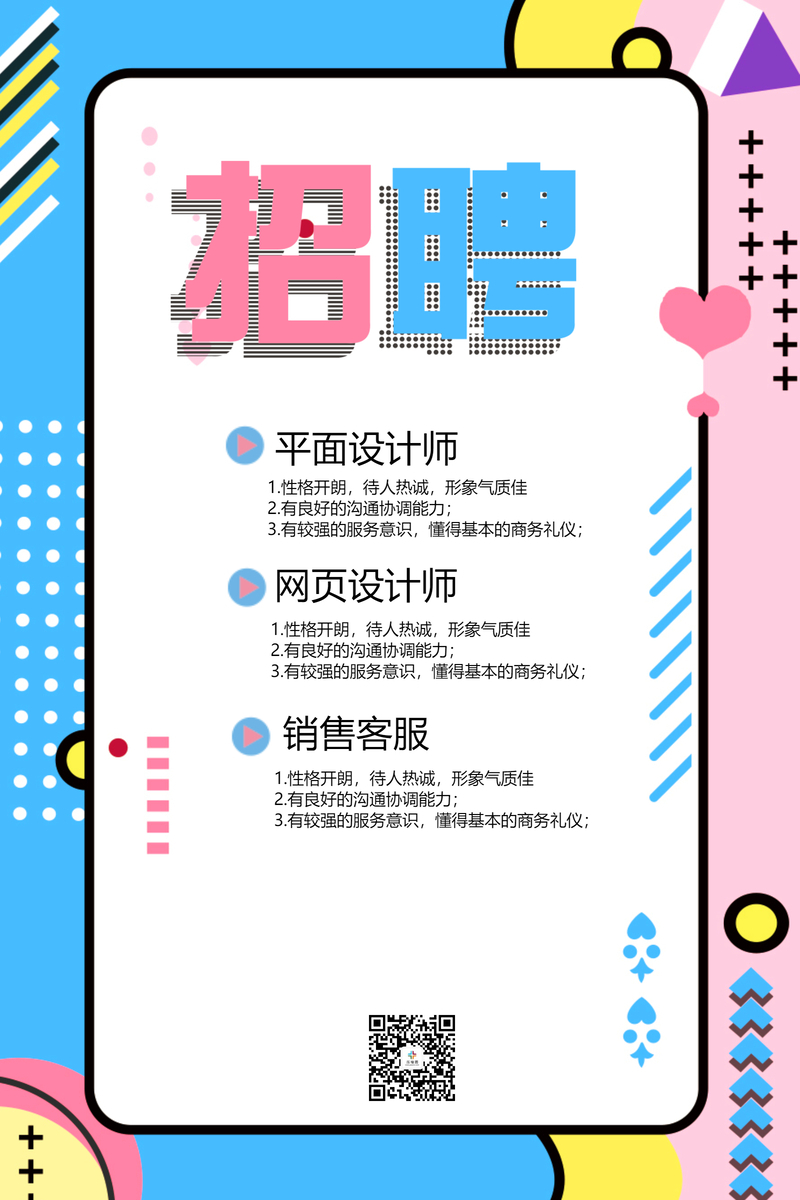 招聘
平面设计师
1.性格开朗，待人热诚，形象气质佳
2.有良好的沟通协调能力；
3.有较强的服务意识，懂得基本的商务礼仪；
网页设计师
1.性格开朗，待人热诚，形象气质佳
2.有良好的沟通协调能力；
3.有较强的服务意识，懂得基本的商务礼仪；
销售客服
1.性格开朗，待人热诚，形象气质佳
2.有良好的沟通协调能力；
3.有较强的服务意识，懂得基本的商务礼仪；